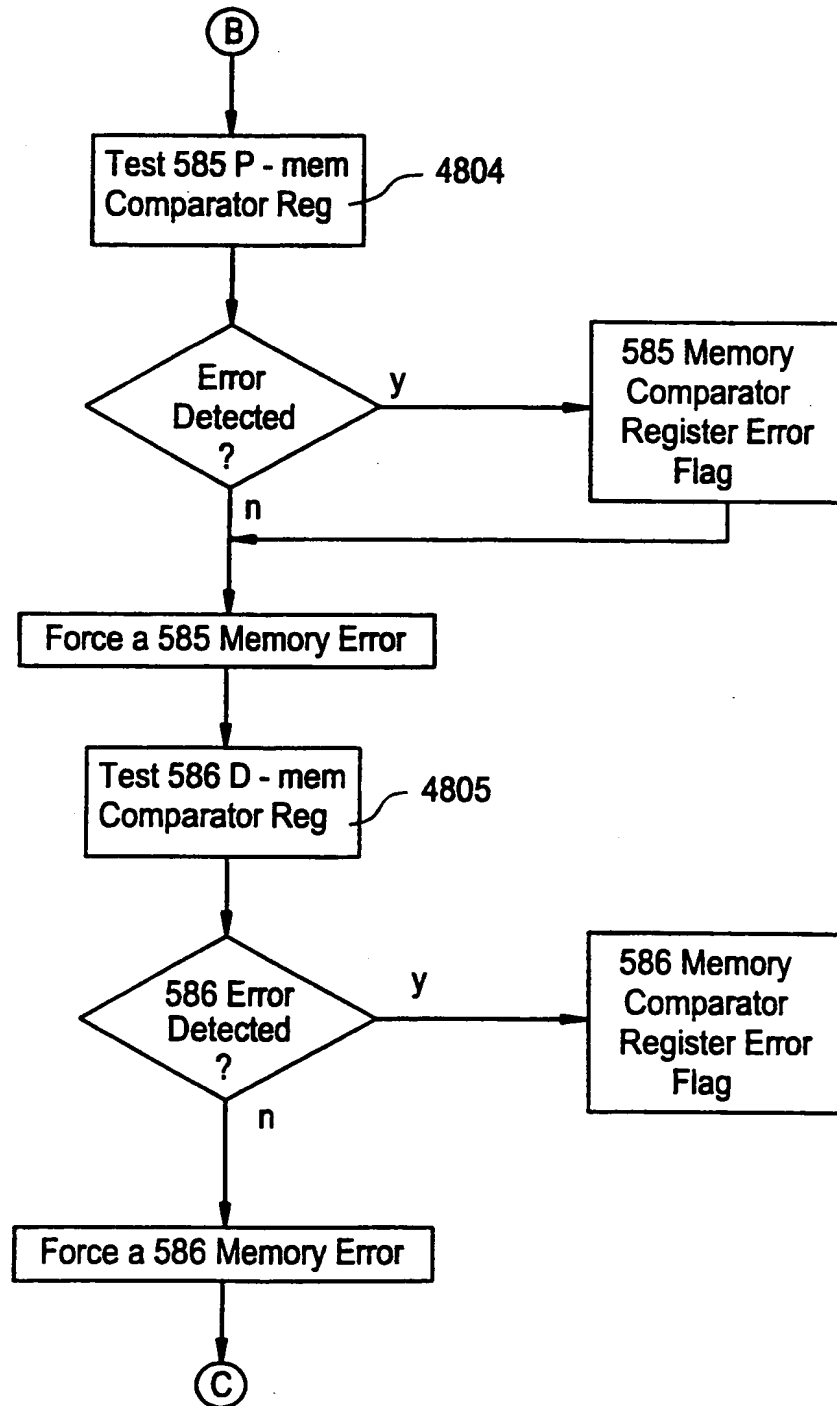 B
Test 585 P - mem
Comparator Reg
4804
Error
Detected
?
y
n
585 Memory
Comparator
Register Error
Flag
Force a 585 Memory Error
Test 586 D - mem
Comparator Reg
4805
586 Error
Detected
?
y
n
586 Memory
Comparator
Register Error
Flag
Force a 586 Memory Error
C